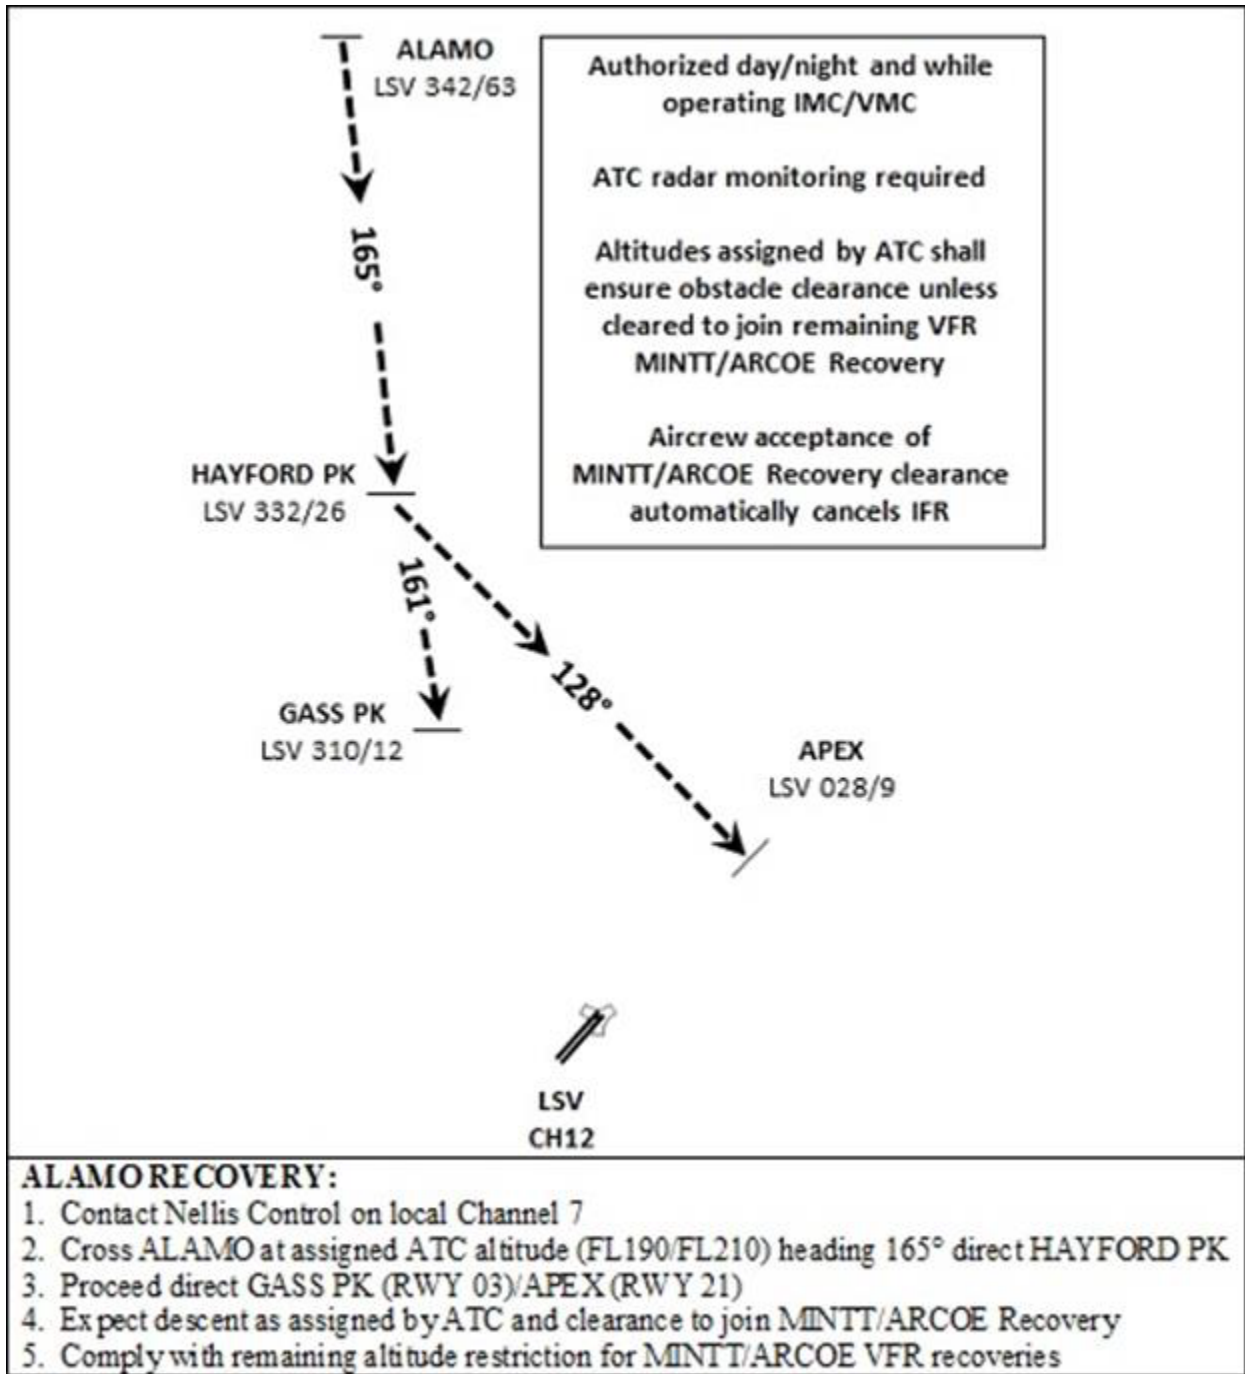 ALAMO
LSV 342/63
Authorized day/night and while
operating IMC/VMC
ATC radar monitoring required
Altitudes assigned by ATC shall
ensure obstacle clearance unless
cleared to join remaining VFR
MINTT/ARCOE Recovery
Aircrew acceptance of
MINTT/ARCOE Recovery clearance
automatically cancels IFR
165°
HAYFORD PK
LSV 332/26
161°
128°
GASS PK
LSV 310/12
APEX
LSV 028/9
LSV
CH12
ALAMO RECOVERY:
1. Contact Nellis Control on local Channel 7
2. Cross ALAMO at assigned ATC altitude (FL190/FL210) heading 165° direct HAYFORD PK
3. Proceed direct GASS PK (RWY 03)/APEX (RWY 21)
4. Expect descent as assigned by ATC and clearance to join MINTT/ARCOE Recovery
5. Comply with remaining altitude restriction for MINTT/ARCOE VFR recoveries